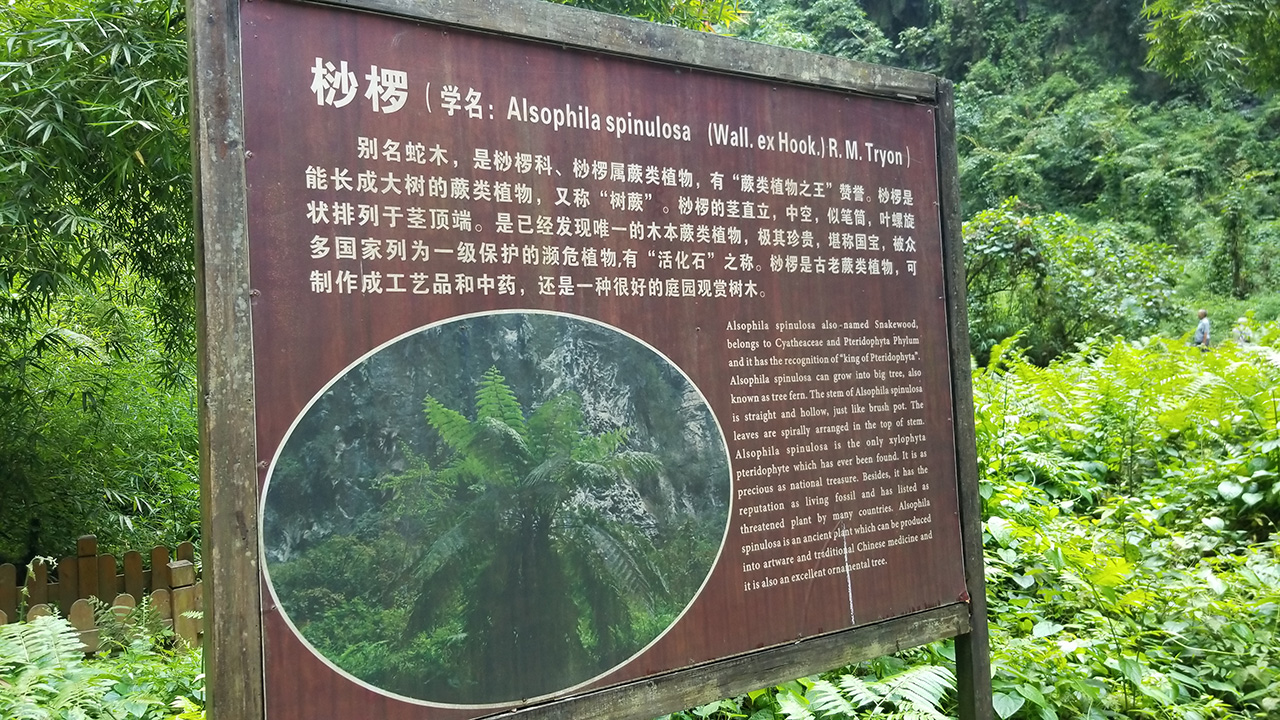 桫椤（学名：Alsophila spinulosa (Wall. ex Hook.) R. M. Tryon）
别名蛇木，是桫椤科、桫椤属蕨类植物，有“蕨类植物之王”赞誉。桫椤是
能长成大树的蕨类植物，又称“树蕨”。桫椤的茎直立，中空，似笔筒，叶螺旋
状排列于茎顶端。是已经发现唯一的木本蕨类植物，极其珍贵，堪称国宝，被众
多国家列为一级保护的濒危植物,有“活化石”之称。桫椤是古老蕨类植物，可
制作成工艺品和中药，还是一种很好的庭园观赏树木。
Alsophila spinulosa also-named Snakewood,
belongs to Cyatheaceae and Pteridophyta Phylum
and it has the recognition of "king of Pteridophyta".
Alsophila spinulosa can grow into big tree, also
known as tree fern. The stem of Alsophila spinulosa
is straight and hollow, just like brush pot. The
leaves are spirally arranged in the top of stem.
Alsophila spinulosa is the only xylophyta
pteridophyte which has ever been found. It is as
precious as national treasure. Besides, it has the
reputation as living fossil and has listed as
threatened plant by many countries. Alsophila
spinulosa is an ancient plant which can be produced
into artware and traditional Chinese medicine and
it is also an excellent ornamental tree.